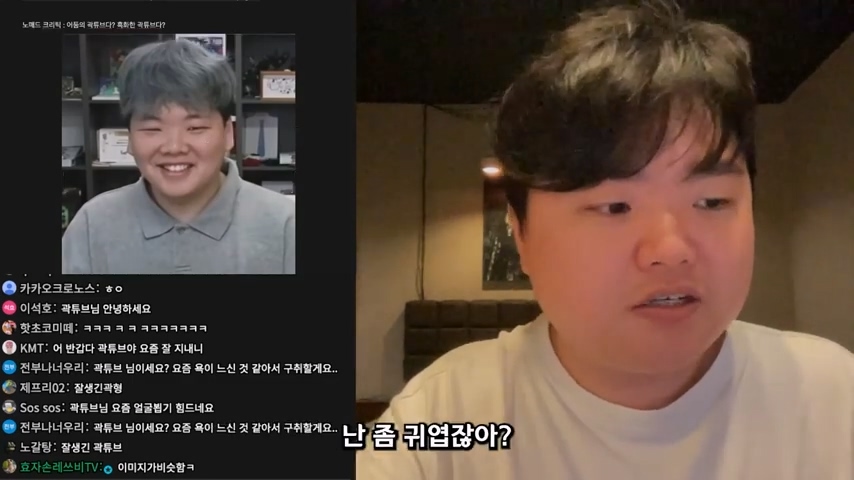 노매드 크리틱 : 어둠의 곽튜브다? 흑화한 곽튜브다?
카카오크로노스: ㅎㅇ
이석호: 곽튜브님 안녕하세요
핫초코미떼: ㅋㅋㅋ ㅋ ㅋ ㅋㅋㅋㅋㅋㅋㅋ
KMT: 어 반갑다 곽튜브야 요즘 잘 지내니
전부나너우리: 곽튜브 님이세요? 요즘 욕이 느신 것 같아서 구취할게요..
제프리02: 잘생긴곽형
Sos sos: 곽튜브님 요즘 얼굴뵙기 힘드네요
전부나너우리: 곽튜브 님이세요? 요즘 욕이 느신 것 같아서 구취할게요..
노갈탕: 잘생긴 곽튜브
효자손레쓰비TV: 이미지가비슷함ㅋ
난 좀 귀엽잖아?